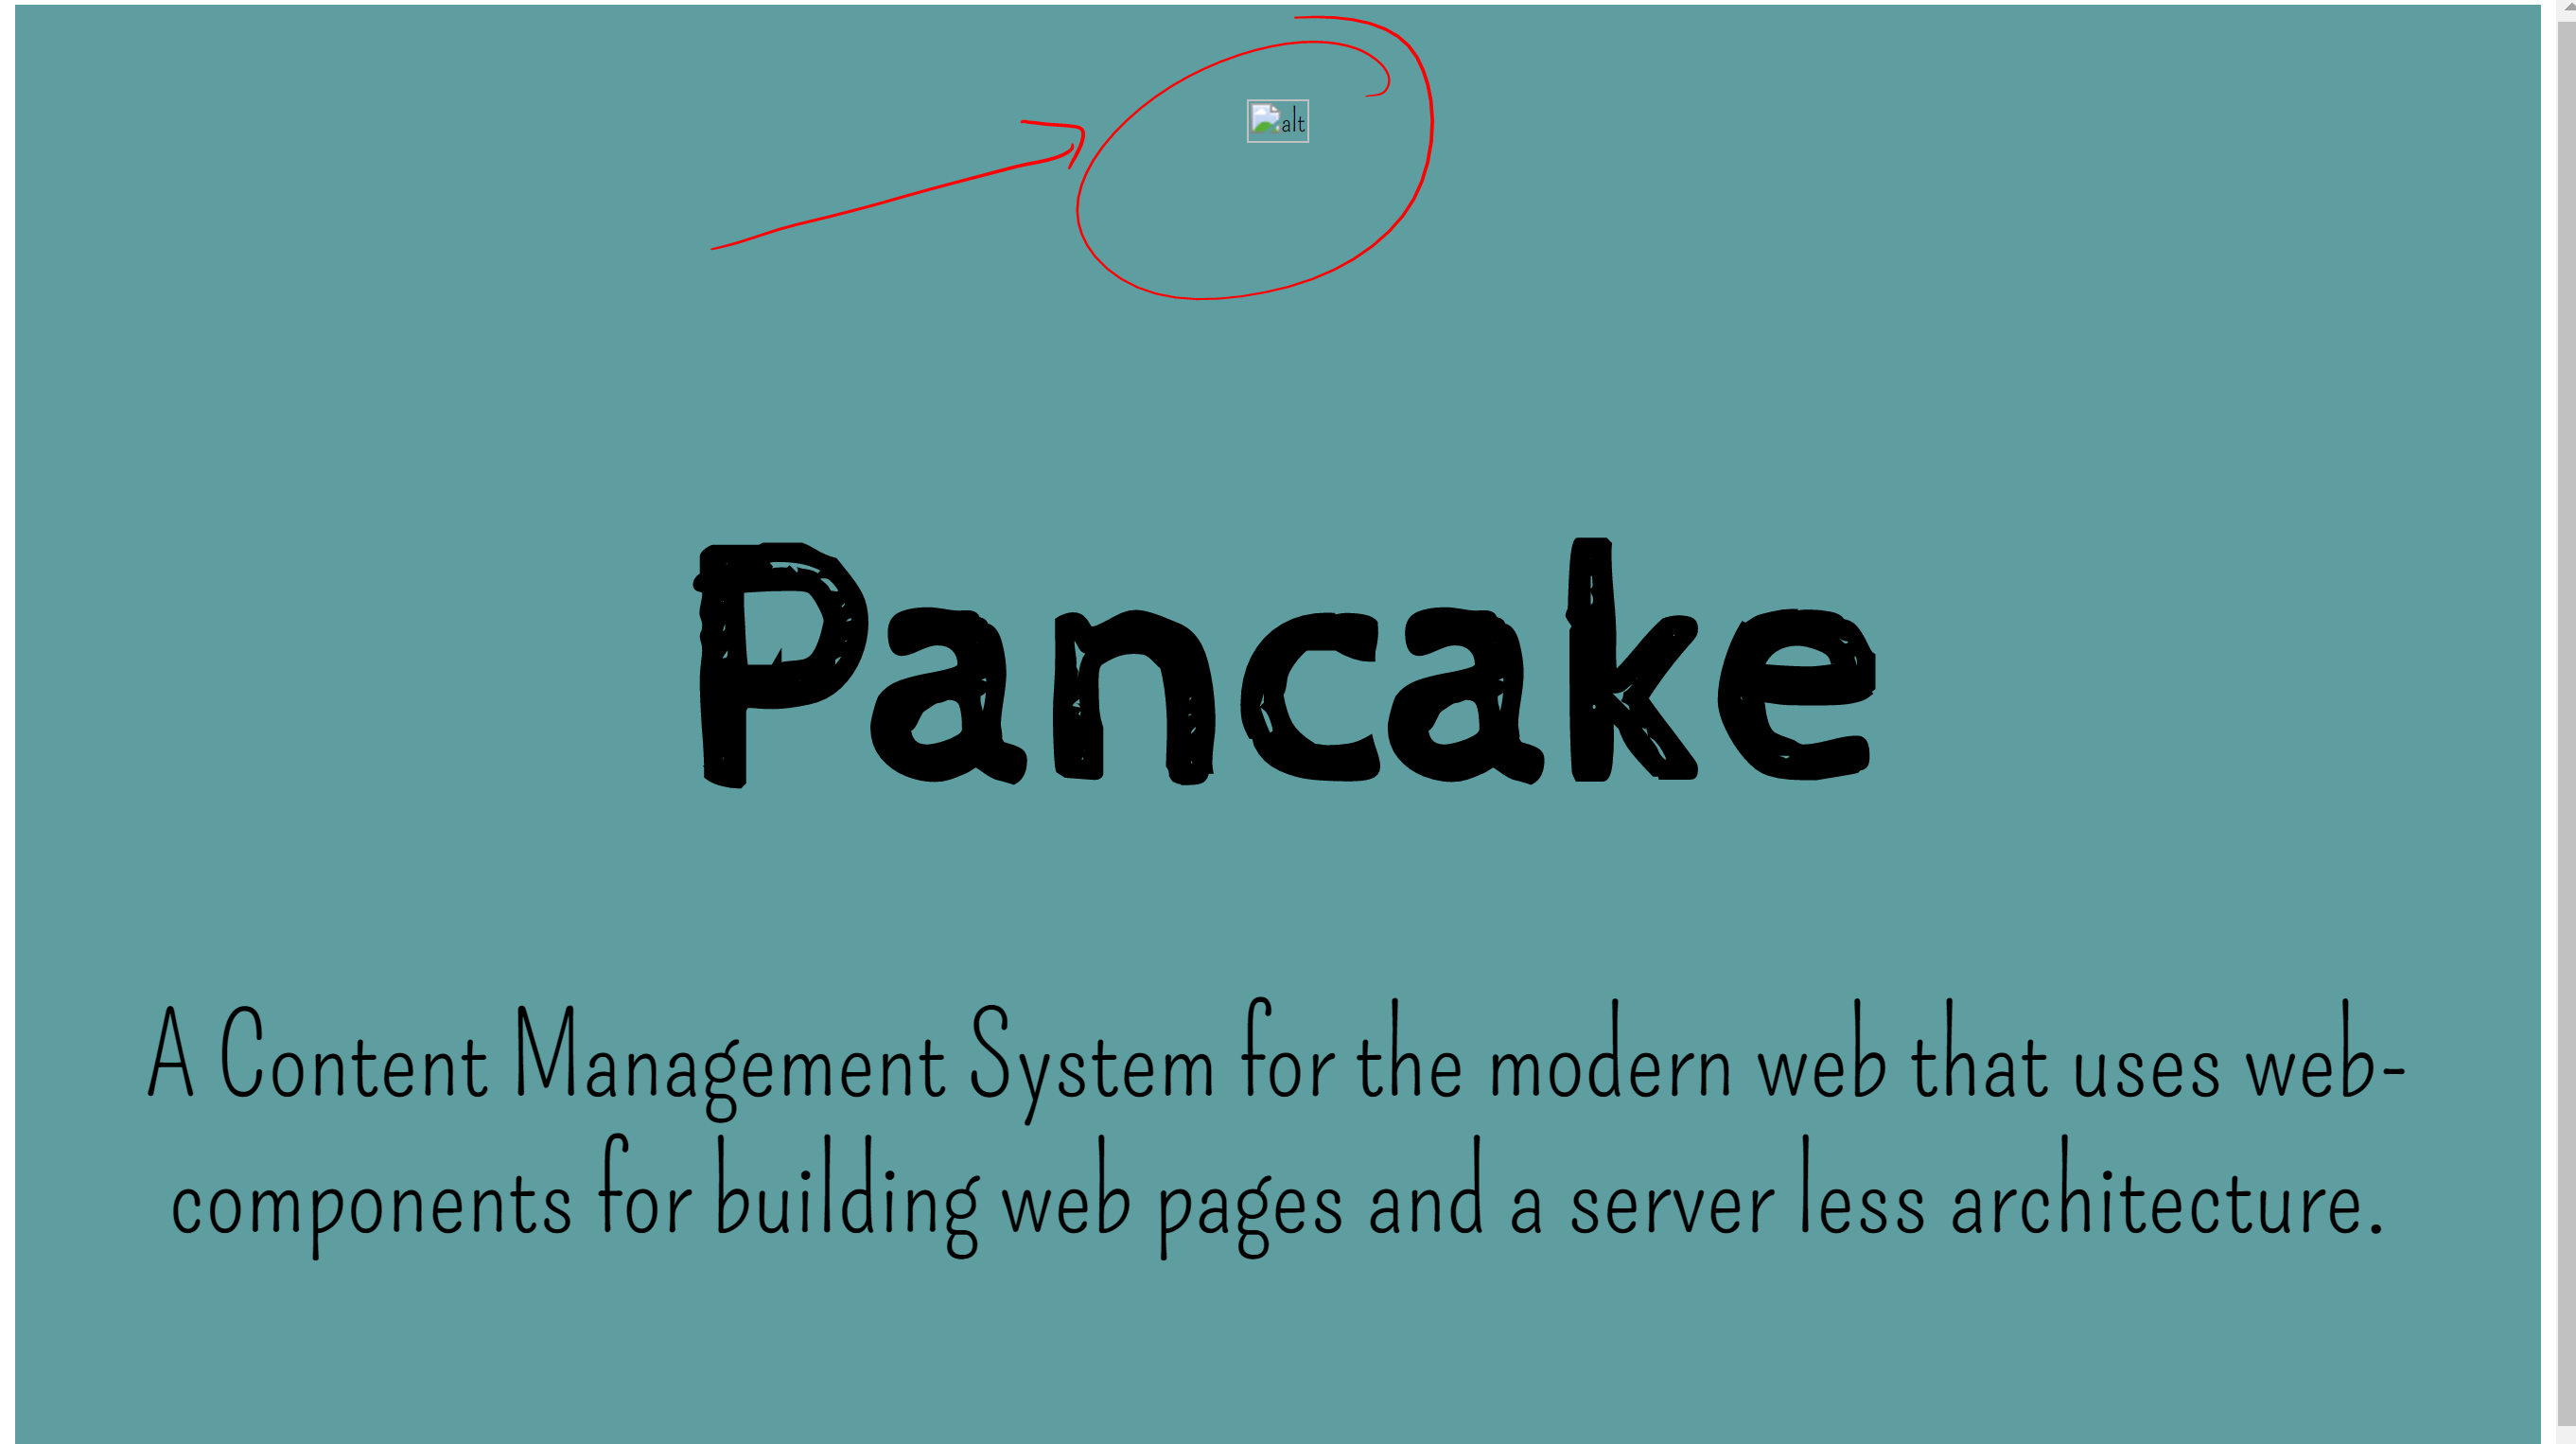 alt
Pancake
A Content Management System for the modern web that uses web-
components for building web pages and a server less architecture.